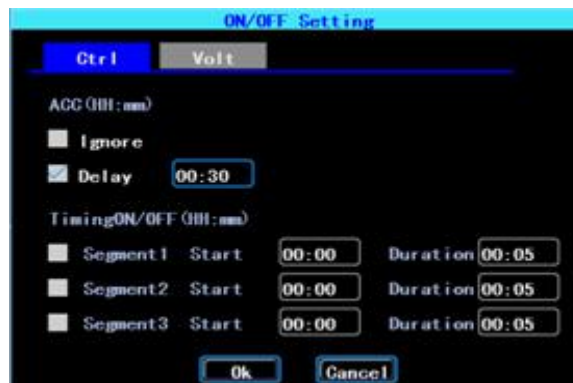 ON/OFF Setting
Ctrl Volt
ACC(HH:mm)
Ignore
Delay 00:30
TimingON/OFF(HH:mm)
Segment1 Start 00:00 Duration 00:05
Segment2 Start 00:00 Duration 00:05
Segment3 Start 00:00 Duration 00:05
Ok Cancel